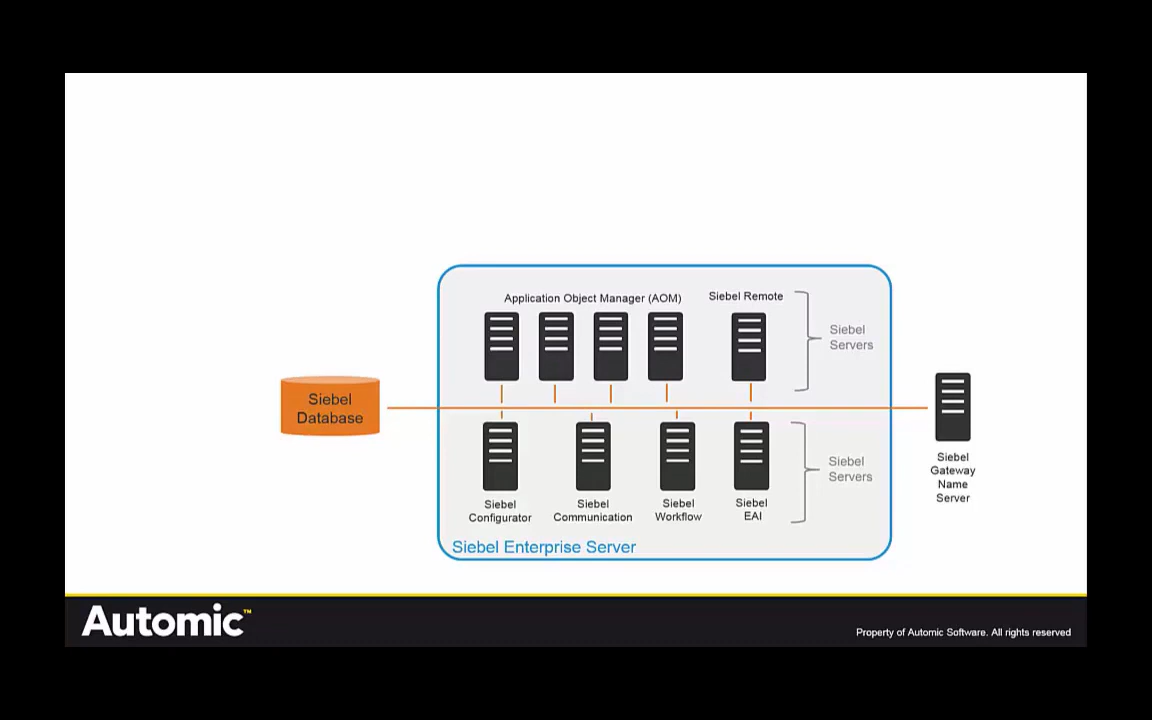 Application Object Manager (AOM)
Siebel Remote
Siebel
Servers
Siebel
Database
Siebel
Gateway
Name
Server
Siebel
Servers
Siebel
Configurator
Siebel
Communication
Siebel
Workflow
Siebel
EAI
Siebel Enterprise Server
Automic™
Property of Automic Software. All rights reserved